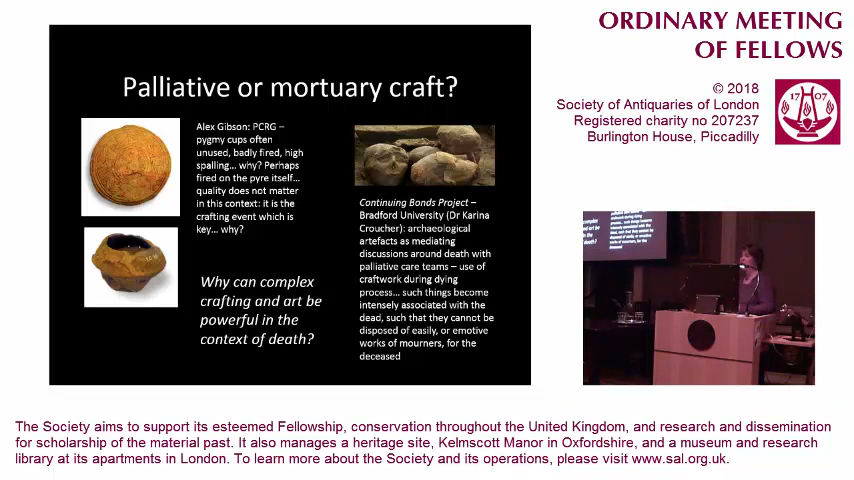 ORDINARY MEETING
OF FELLOWS
© 2018
Society of Antiquaries of London
Registered charity no 207237
Burlington House, Piccadilly
1707
Palliative or mortuary craft?
Alex Gibson: PCRG –
pygmy cups often
unused, badly fired, high
spalling... why? Perhaps
fired on the pyre itself...
quality does not matter
in this context: it is the
crafting event which is
key... why?
Why can complex
crafting and art be
powerful in the
context of death?
Continuing Bonds Project –
Bradford University (Dr Karina
Croucher): archaeological
artefacts as mediating
discussions around death with
palliative care teams – use of
craftwork during dying
process... such things become
intensely associated with the
dead, such that they cannot be
disposed of easily, or emotive
works of mourners, for the
deceased
The Society aims to support its esteemed Fellowship, conservation throughout the United Kingdom, and research and dissemination
for scholarship of the material past. It also manages a heritage site, Kelmscott Manor in Oxfordshire, and a museum and research
library at its apartments in London. To learn more about the Society and its operations, please visit www.sal.org.uk.